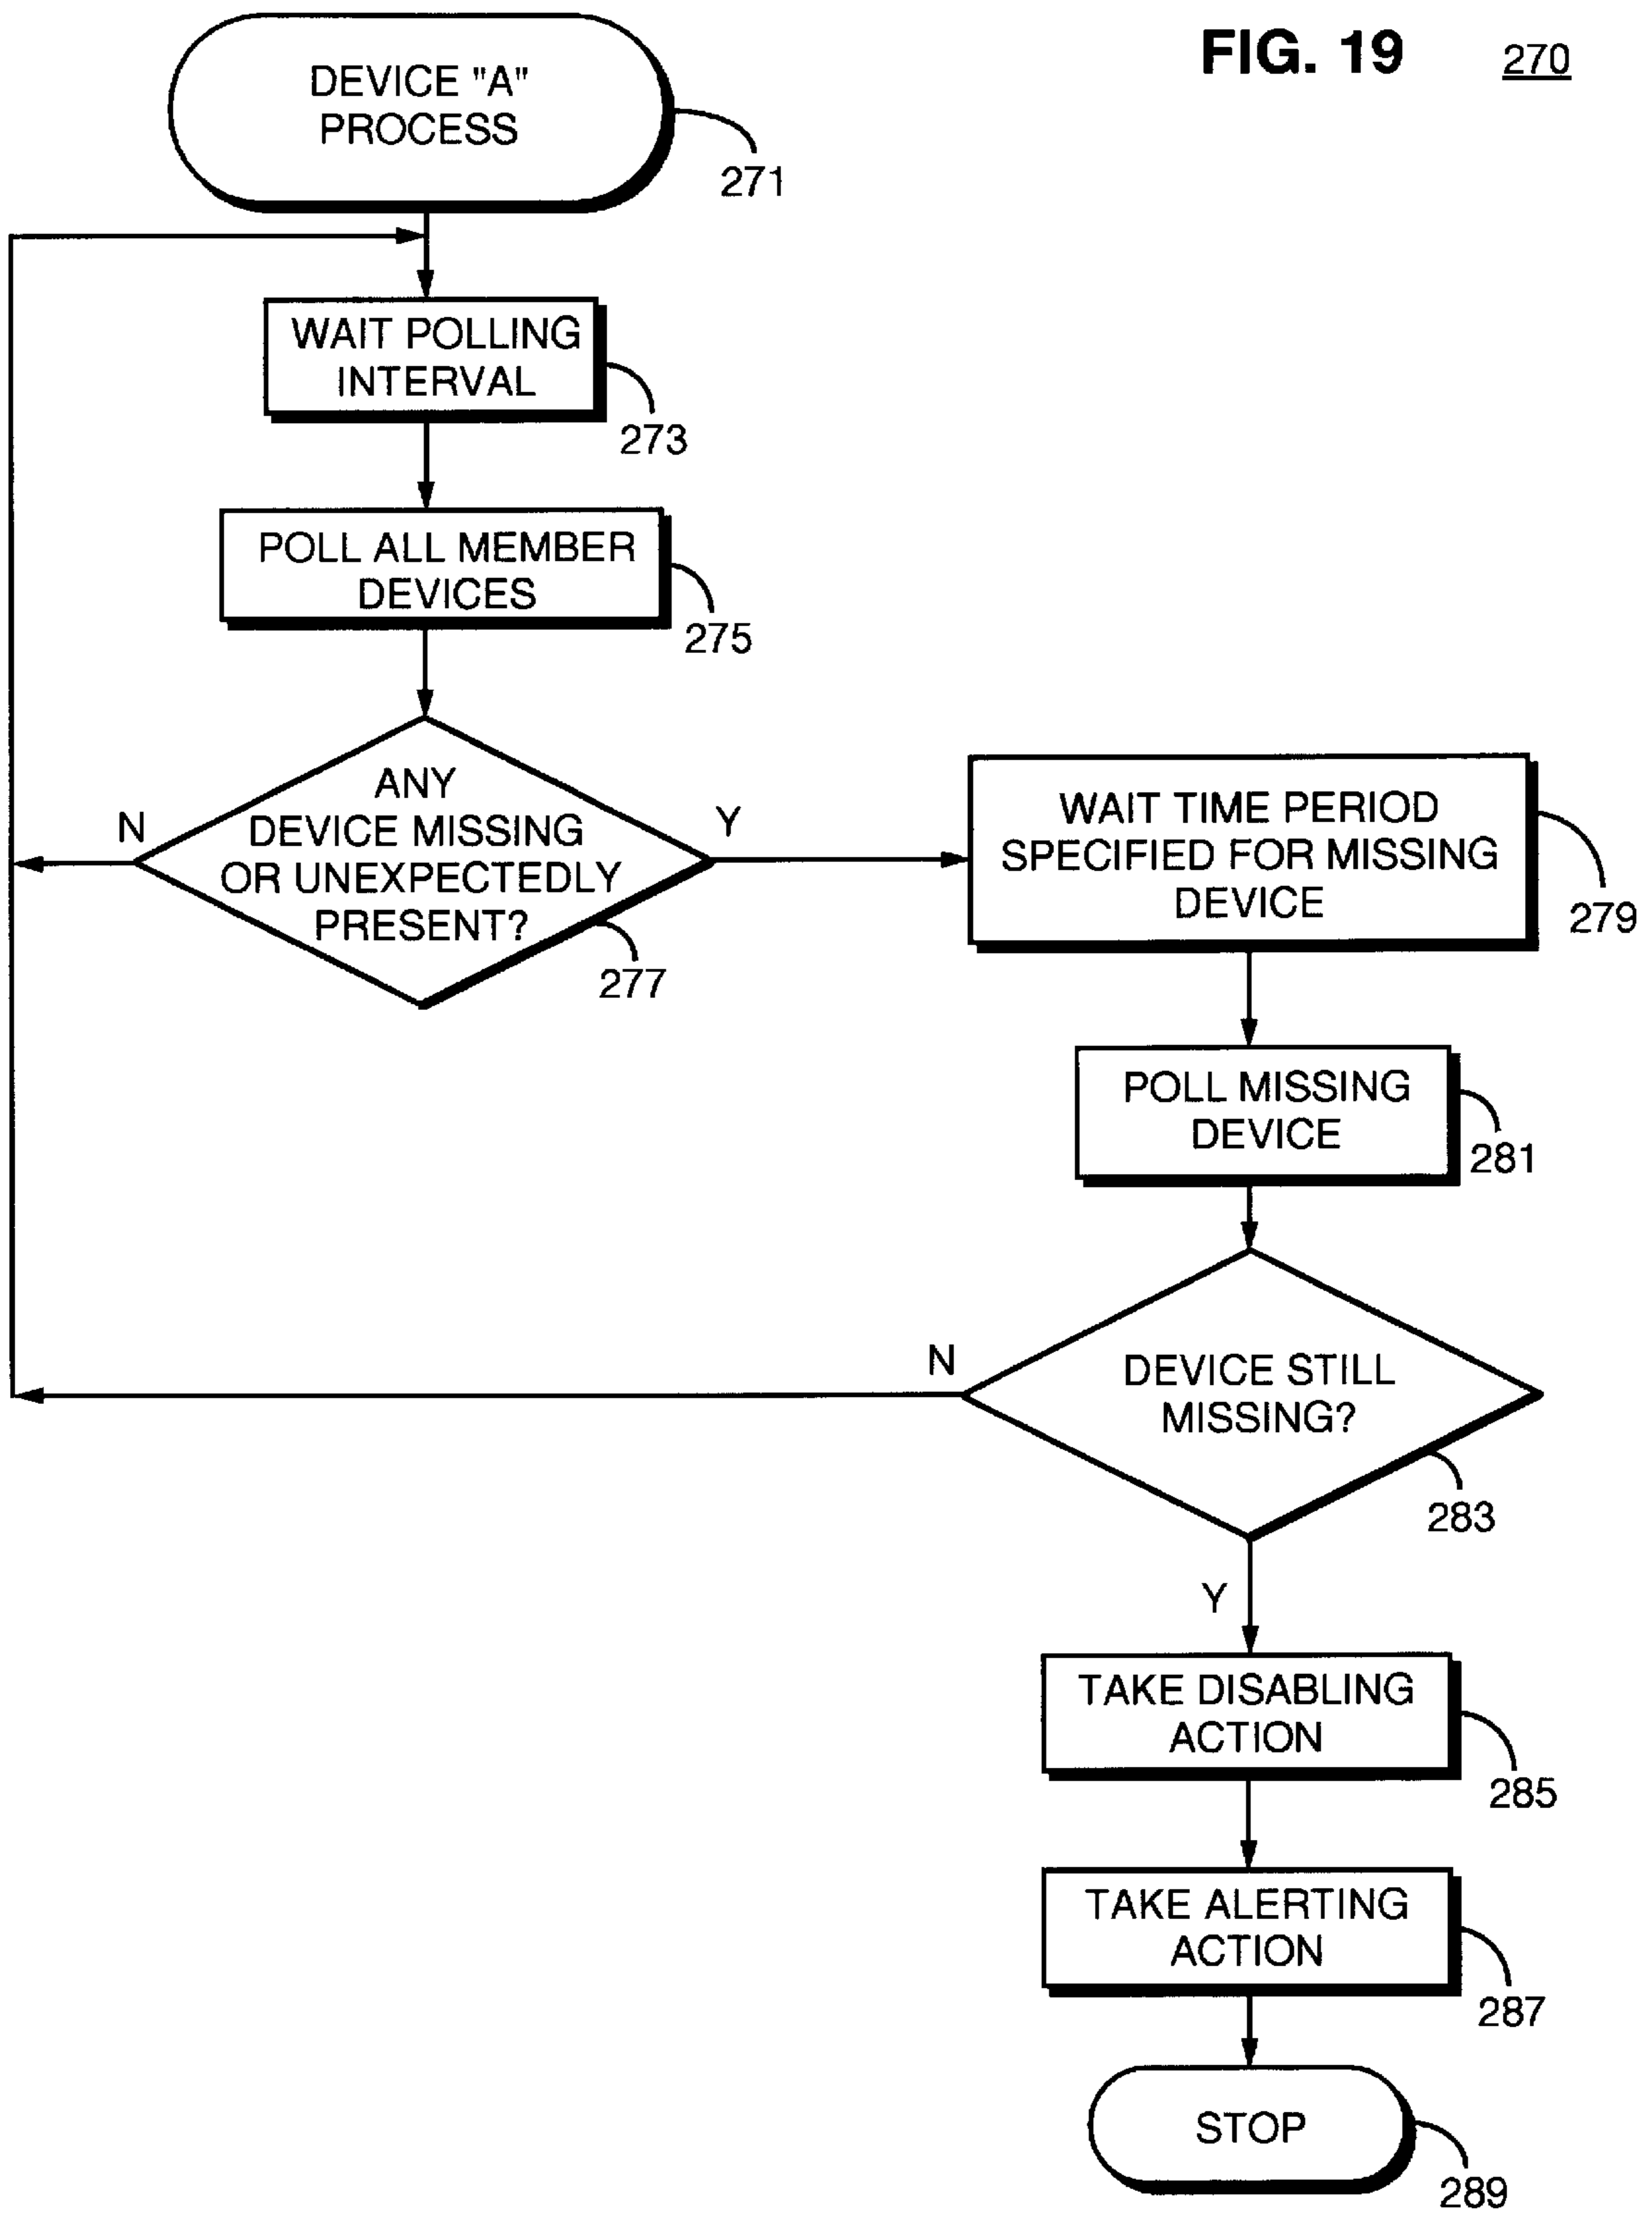 FIG. 19 270
DEVICE "A"
PROCESS
271
WAIT POLLING
INTERVAL
273
POLL ALL MEMBER
DEVICES
275
ANY
DEVICE MISSING
OR UNEXPECTEDLY
PRESENT?
N
Y
277
WAIT TIME PERIOD
SPECIFIED FOR MISSING
DEVICE
279
POLL MISSING
DEVICE
281
DEVICE STILL
MISSING?
N
283
Y
TAKE DISABLING
ACTION
285
TAKE ALERTING
ACTION
287
STOP
289